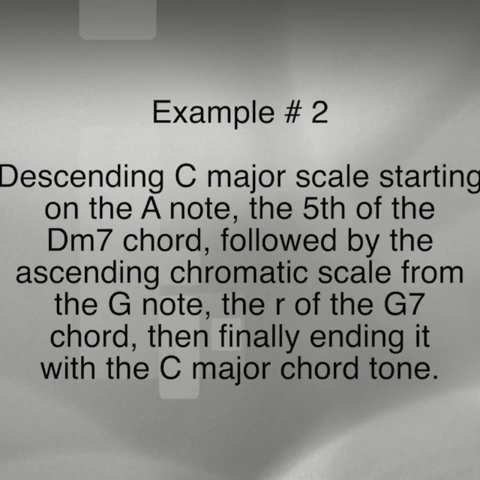 Example # 2
Descending C major scale starting
on the A note, the 5th of the
Dm7 chord, followed by the
ascending chromatic scale from
the G note, the r of the G7
chord, then finally ending it
with the C major chord tone.